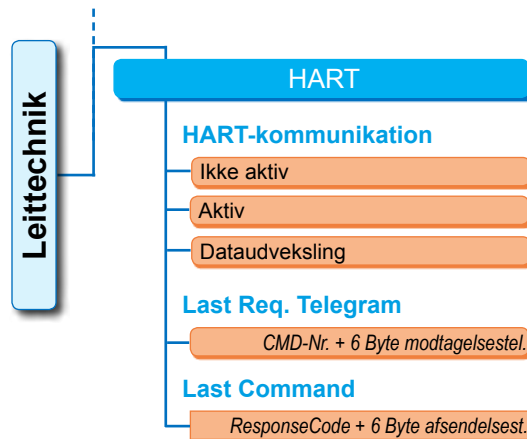 Leittechnik
HART
HART-kommunikation
Ikke aktiv
Aktiv
Dataudveksling
Last Req. Telegram
CMD-Nr. + 6 Byte modtagelsestel.
Last Command
ResponseCode + 6 Byte afsendelsest.